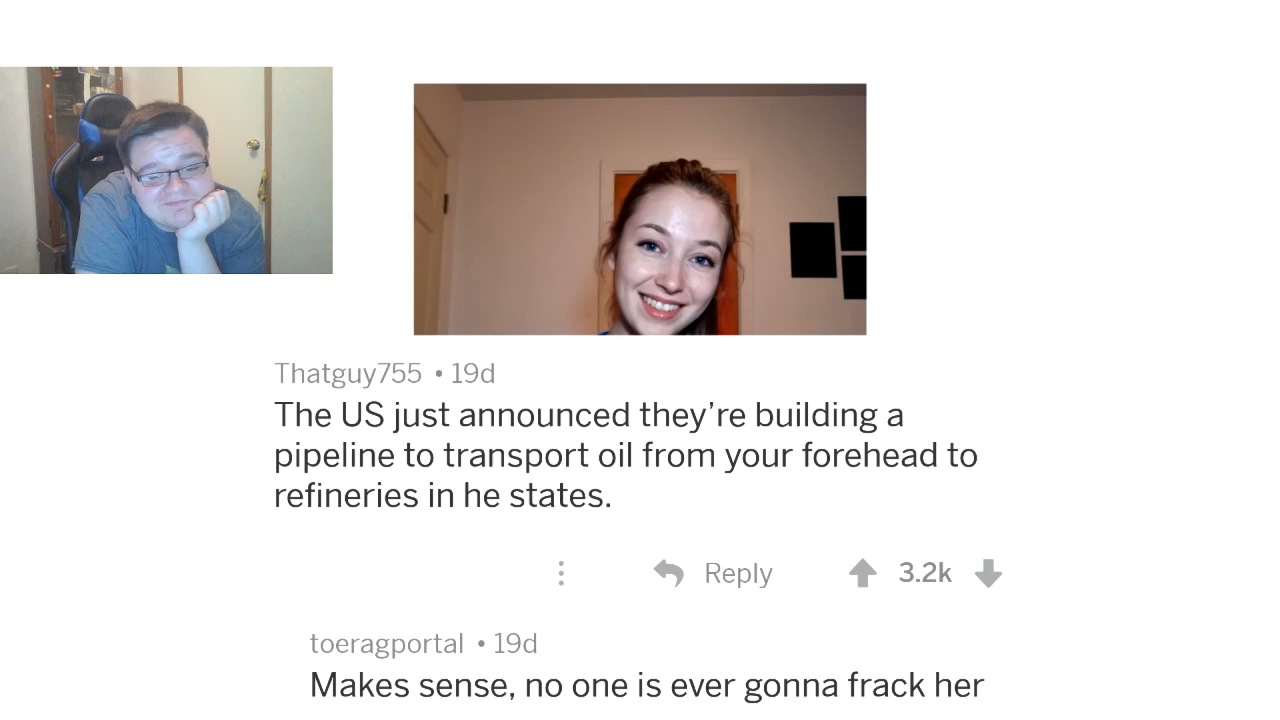 Thatguy755 • 19d
The US just announced they’re building a
pipeline to transport oil from your forehead to
refineries in he states.
Reply 3.2k
toeragportal • 19d
Makes sense, no one is ever gonna frack her